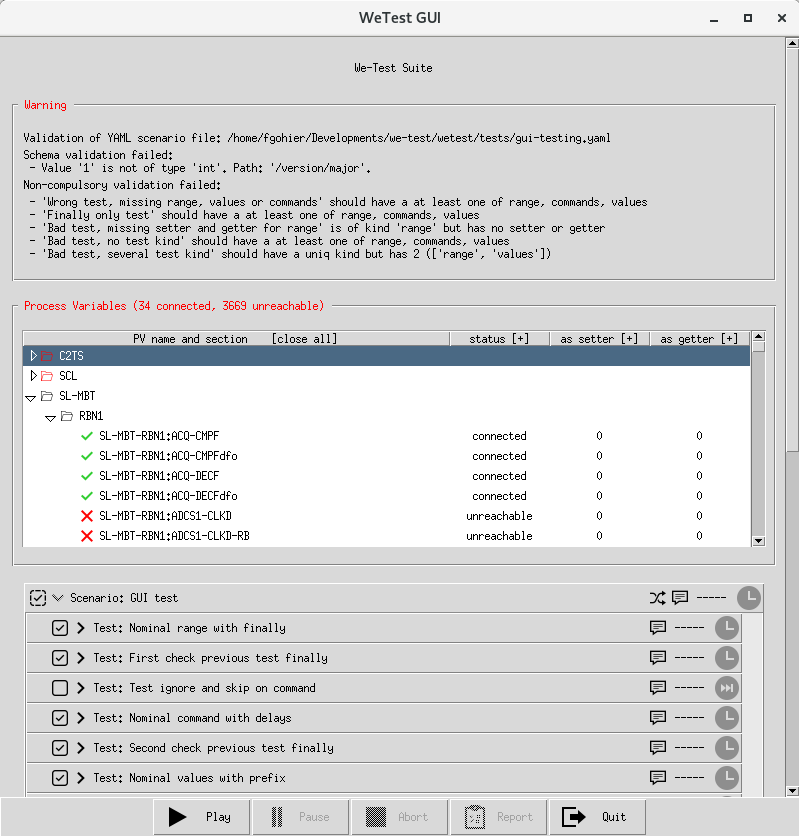 WeTest GUI
We-Test Suite
Warning
Validation of YAML scenario file: /home/fgohier/Developments/we-test/wetest/tests/gui-testing.yaml
Schema validation failed:
- Value '1' is not of type 'int'. Path: '/version/major'.
Non-compulsory validation failed:
- 'Wrong test, missing range, values or commands' should have a at least one of range, commands, values
- 'Finally only test' should have a at least one of range, commands, values
- 'Bad test, missing setter and getter for range' is of kind 'range' but has no setter or getter
- 'Bad test, no test kind' should have a at least one of range, commands, values
- 'Bad test, several test kind' should have a uniq kind but has 2 (['range', 'values'])
Process Variables (34 connected, 3669 unreachable)
PV name and section [close all] status [+] as setter [+] as getter [+]
C2TS
SCL
SL-MBT
RBN1
SL-MBT-RBN1:ACQ-CMPF connected 0 0
SL-MBT-RBN1:ACQ-CMPFdfo connected 0 0
SL-MBT-RBN1:ACQ-DECF connected 0 0
SL-MBT-RBN1:ACQ-DECFdfo connected 0 0
SL-MBT-RBN1:ADCS1-CLKD unreachable 0 0
SL-MBT-RBN1:ADCS1-CLKD-RB unreachable 0 0
Scenario: GUI test -----
Test: Nominal range with finally -----
Test: First check previous test finally -----
Test: Test ignore and skip on command -----
Test: Nominal command with delays -----
Test: Second check previous test finally -----
Test: Nominal values with prefix -----
Play Pause Abort Report Quit